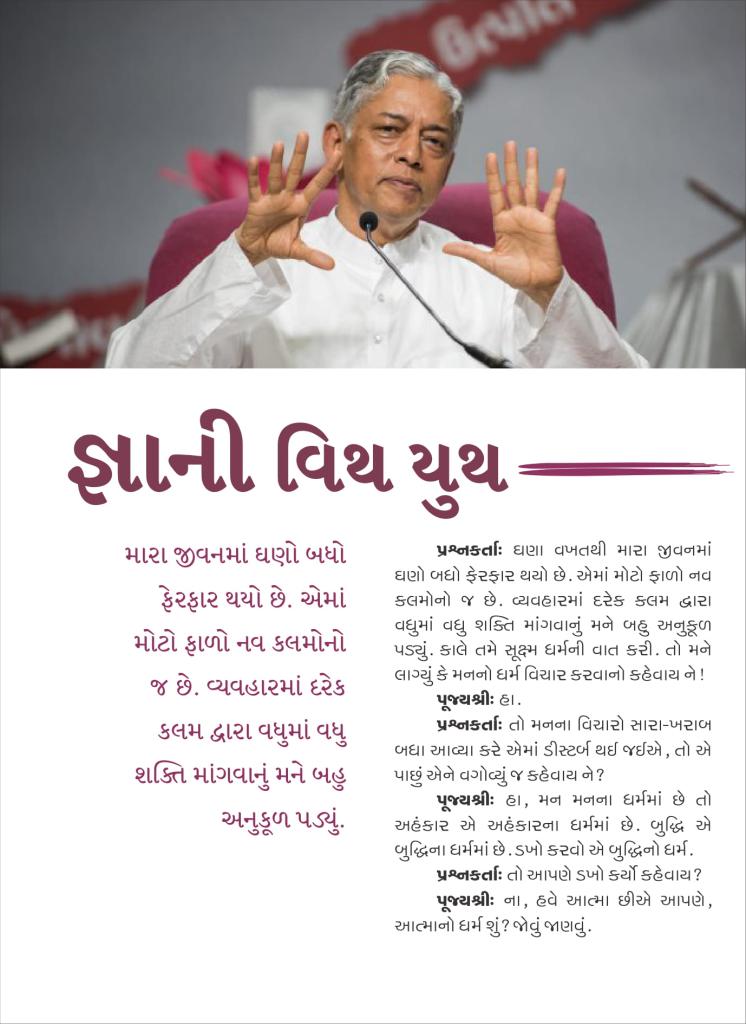 ઉત્પાત
જ્ઞાની વિથ યુથ
મારા જીવનમાં ઘણો બધો
ફેરફાર થયો છે. એમાં
મોટો ફાળો નવ કલમોનો
જ છે. વ્યવહારમાં દરેક
કલમ દ્વારા વધુમાં વધુ
શક્તિ માંગવાનું મને બહુ
અનુકૂળ પડ્યું.
પ્રશ્નકર્તાઃ ઘણા વખતથી મારા જીવનમાં
ઘણો બધો ફેરફાર થયો છે. એમાં મોટો ફાળો નવ
કલમોનો જ છે. વ્યવહારમાં દરેક કલમ દ્વારા
વધુમાં વધુ શક્તિ માંગવાનું મને બહુ અનુકૂળ
પડ્યું. કાલે તમે સૂક્ષ્મ ધર્મની વાત કરી. તો મને
લાગ્યું કે મનનો ધર્મ વિચાર કરવાનો કહેવાય ને!
પૂજ્યશ્રીઃ હા.
પ્રશ્નકર્તાઃ તો મનના વિચારો સારા-ખરાબ
બધા આવ્યા કરે એમાં ડીસ્ટર્બ થઈ જઈએ, તો એ
પાછું એને વગોવ્યું જ કહેવાય ને?
પૂજ્યશ્રીઃ હા, મન મનના ધર્મમાં છે તો
અહંકાર એ અહંકારના ધર્મમાં છે. બુદ્ધિ એ
બુદ્ધિના ધર્મમાં છે.ડખો કરવો એ બુદ્ધિનો ધર્મ.
પ્રશ્નકર્તાઃ તો આપણે ડખો કર્યો કહેવાય?
પૂજ્યશ્રીઃ ના, હવે આત્મા છીએ આપણે,
આત્માનો ધર્મ શું? જોવું જાણવું.